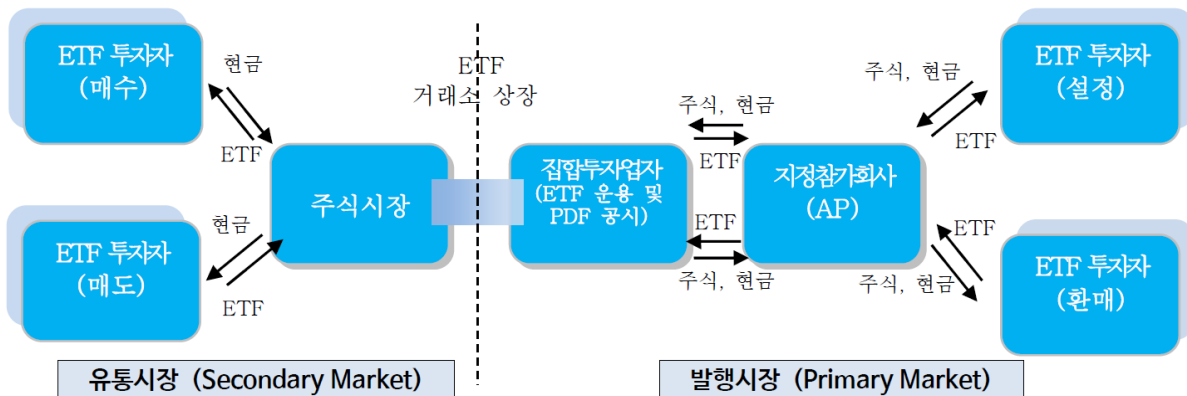 ETF 투자자
(매수)
현금
ETF
ETF 투자자
(매도)
현금
ETF
주식시장
ETF
거래소 상장
집합투자업자
(ETF 운용 및
PDF 공시)
주식, 현금
ETF
ETF
주식, 현금
지정참가회사
(AP)
주식, 현금
ETF
ETF 투자자
(설정)
ETF
주식, 현금
ETF 투자자
(환매)
유통시장 (Secondary Market)
발행시장 (Primary Market)